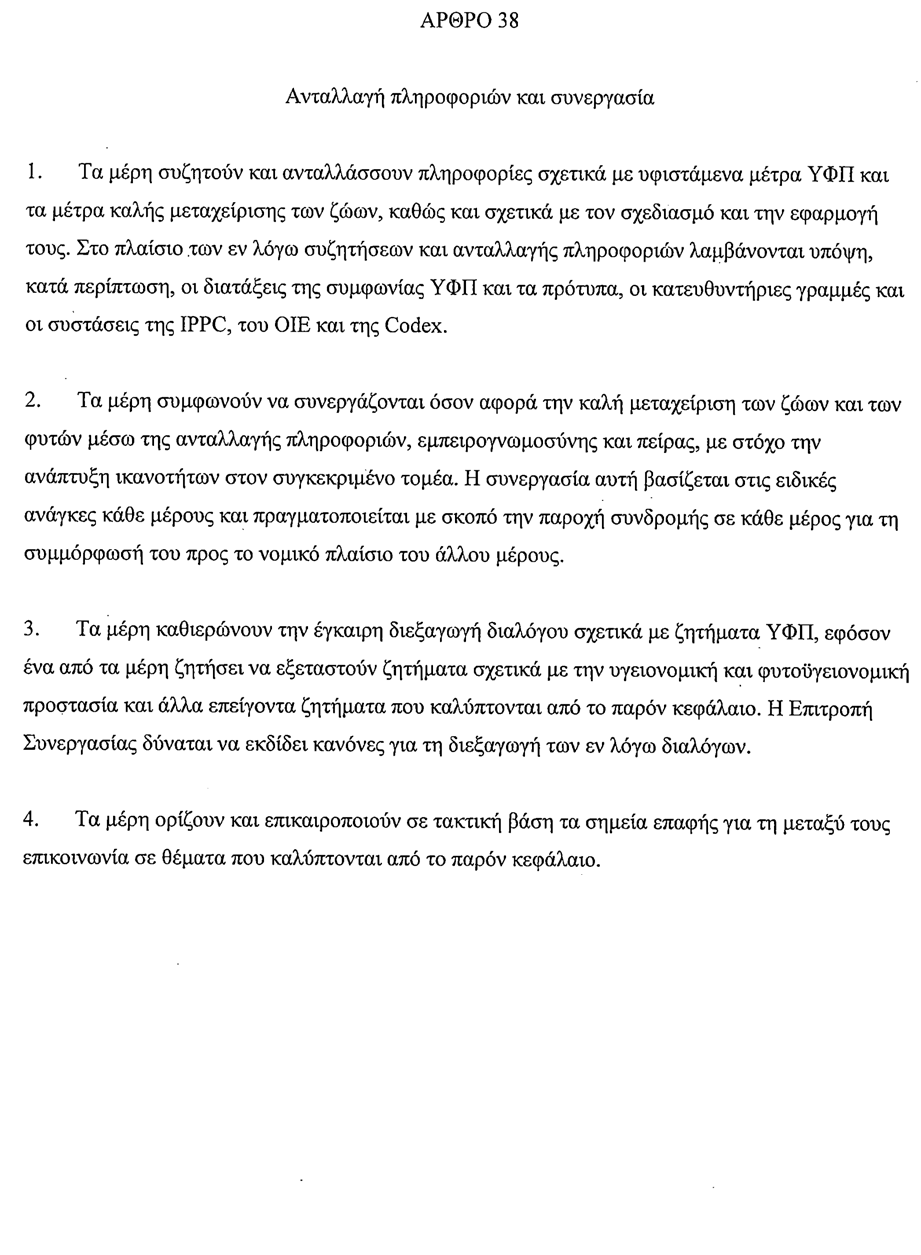 ΑΡΘΡΟ 38
Ανταλλαγή πληροφοριών και συνεργασία
1. Τα μέρη συζητούν και ανταλλάσσουν πληροφορίες σχετικά με υφιστάμενα μέτρα ΥΦΠ και
τα μέτρα καλής μεταχείρισης των ζώων, καθώς και σχετικά με τον σχεδιασμό και την εφαρμογή
τους. Στο πλαίσιο των εν λόγω συζητήσεων και ανταλλαγής πληροφοριών λαμβάνονται υπόψη,
κατά περίπτωση, οι διατάξεις της συμφωνίας ΥΦΠ και τα πρότυπα, οι κατευθυντήριες γραμμές και
οι συστάσεις της IPPC, του OIE και της Codex.
2. Τα μέρη συμφωνούν να συνεργάζονται όσον αφορά την καλή μεταχείριση των ζώων και των
φυτών μέσω της ανταλλαγής πληροφοριών, εμπειρογνωμοσύνης και πείρας, με στόχο την
ανάπτυξη ικανοτήτων στον συγκεκριμένο τομέα. Η συνεργασία αυτή βασίζεται στις ειδικές
ανάγκες κάθε μέρους και πραγματοποιείται με σκοπό την παροχή συνδρομής σε κάθε μέρος για τη
συμμόρφωσή του προς το νομικό πλαίσιο του άλλου μέρους.
3. Τα μέρη καθιερώνουν την έγκαιρη διεξαγωγή διαλόγου σχετικά με ζητήματα ΥΦΠ, εφόσον
ένα από τα μέρη ζητήσει να εξεταστούν ζητήματα σχετικά με την υγειονομική και φυτοϋγειονομική
προστασία και άλλα επείγοντα ζητήματα που καλύπτονται από το παρόν κεφάλαιο. Η Επιτροπή
Συνεργασίας δύναται να εκδίδει κανόνες για τη διεξαγωγή των εν λόγω διαλόγων.
4. Τα μέρη ορίζουν και επικαιροποιούν σε τακτική βάση τα σημεία επαφής για τη μεταξύ τους
επικοινωνία σε θέματα που καλύπτονται από το παρόν κεφάλαιο.